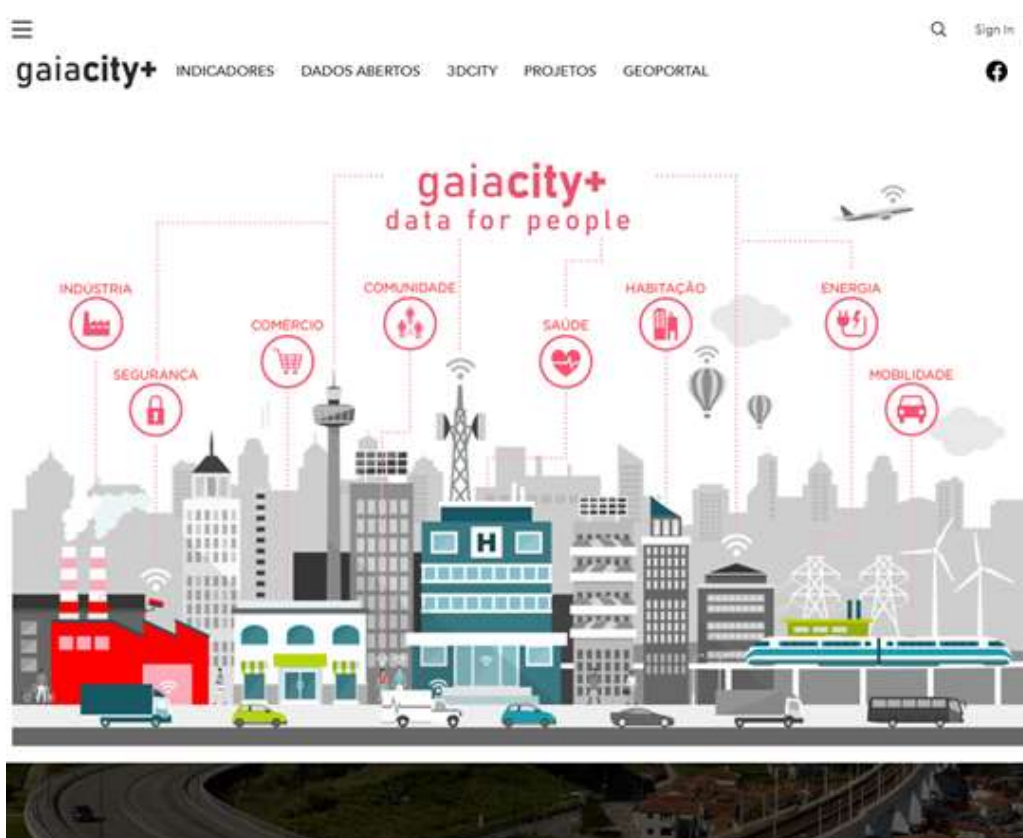 Sign In
gaiacity+ INDICADORES DADOS ABERTOS 3DCITY PROJETOS GEOPORTAL
gaiacity+
data for people
INDÚSTRIA
COMUNIDADE
HABITAÇÃO
ENERGIA
COMÉRCIO
SAÚDE
SEGURANÇA
MOBILIDADE
H